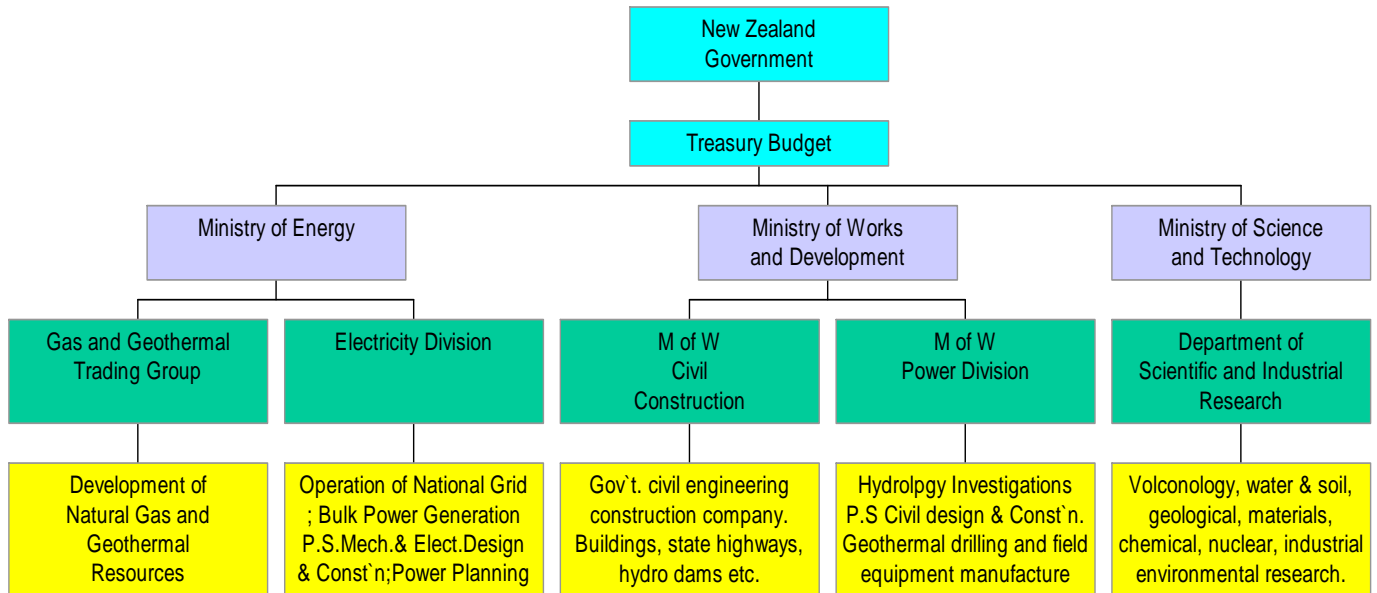 New Zealand
Government
Treasury Budget
Ministry of Energy
Ministry of Works
and Development
Ministry of Science
and Technology
Gas and Geothermal
Trading Group
Electricity Division
M of W
Civil
Construction
M of W
Power Division
Department of
Scientific and Industrial
Research
Development of
Natural Gas and
Geothermal
Resources
Operation of National Grid
; Bulk Power Generation
P.S.Mech.& Elect.Design
& Const`n;Power Planning
Gov`t. civil engineering
construction company.
Buildings, state highways,
hydro dams etc.
Hydrolpgy Investigations
P.S Civil design & Const`n.
Geothermal drilling and field
equipment manufacture
Volconology, water & soil,
geological, materials,
chemical, nuclear, industrial
environmental research.